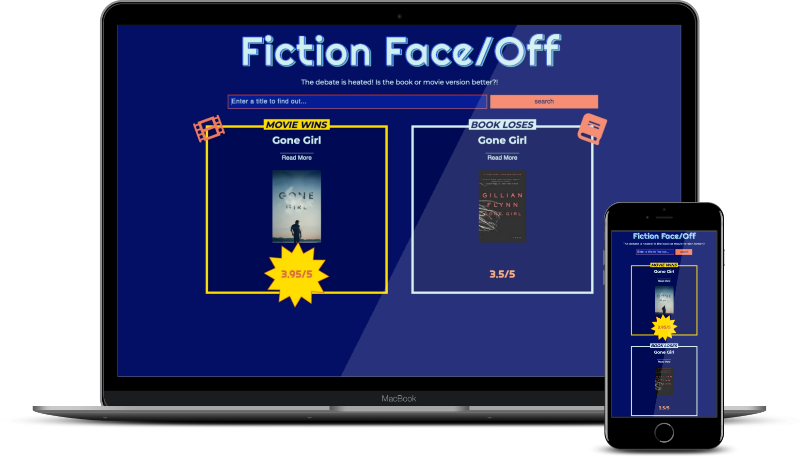 Fiction Face/Off
The debate is heated! Is the book or movie version better?!
Enter a title to find out...
search
MOVIE WINS
Gone Girl
Read More
GONE
GIRL
3.95/5
BOOK LOSES
Gone Girl
Read More
GILLIAN
FLYNN
GONE GIRL
3.5/5
MacBook
Fiction Face/Off
search
MOVIE WINS
Gone Girl
Read More
3.95/5
BOOK LOSES
Gone Girl
Read More
3.5/5